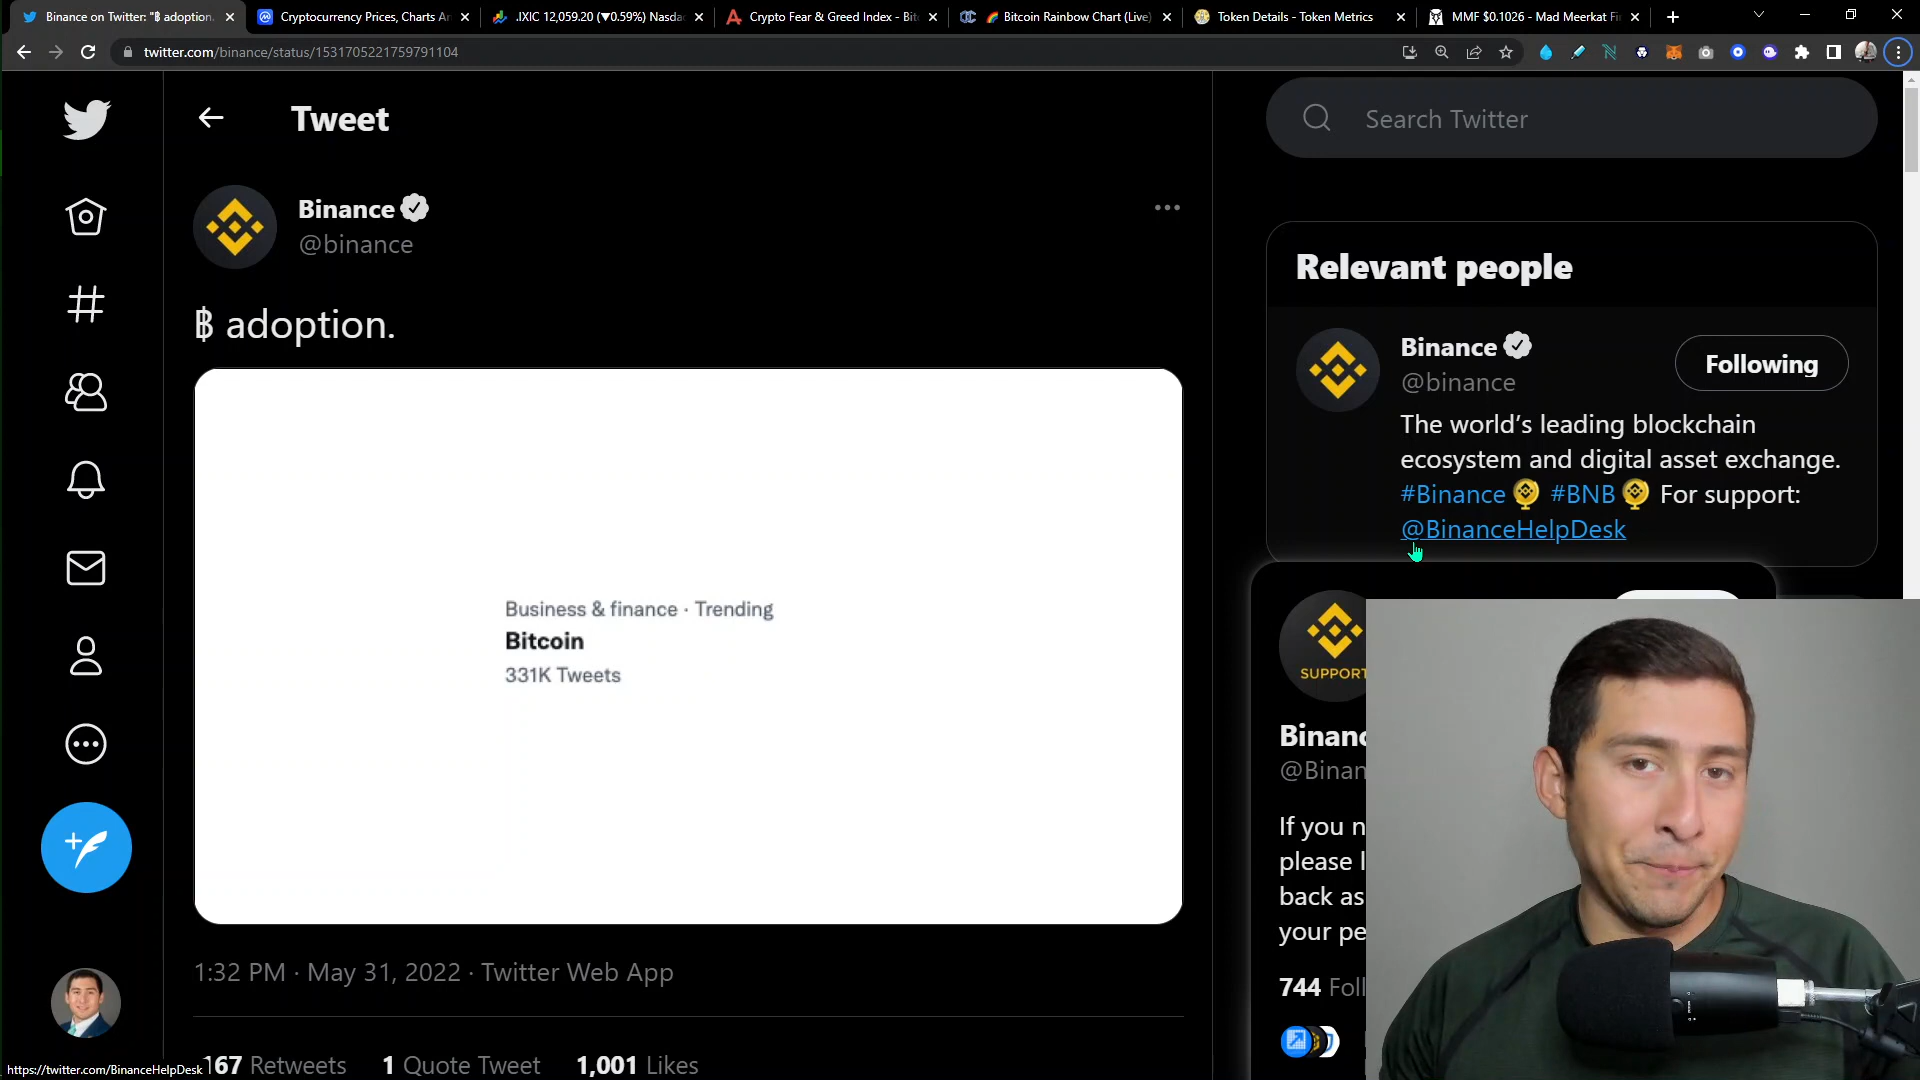 Binance on Twitter: "฿ adoption.
Cryptocurrency Prices, Charts An
.IXIC 12,059.20 (▼0.59%) Nasda
Crypto Fear & Greed Index - Bit
Bitcoin Rainbow Chart (Live)
Token Details - Token Metrics
MMF $0.1026 - Mad Meerkat Fi
twitter.com/binance/status/1531705221759791104
Tweet
Search Twitter
Binance
@binance
฿ adoption.
Business & finance · Trending
Bitcoin
331K Tweets
1:32 PM · May 31, 2022 · Twitter Web App
167 Retweets 1 Quote Tweet 1,001 Likes
Relevant people
Binance
@binance
Following
The world's leading blockchain
ecosystem and digital asset exchange.
#Binance #BNB For support:
@BinanceHelpDesk
SUPPORT
Binanc
@Binan
If you n
please l
back as
your pe
744 Foll
https://twitter.com/BinanceHelpDesk